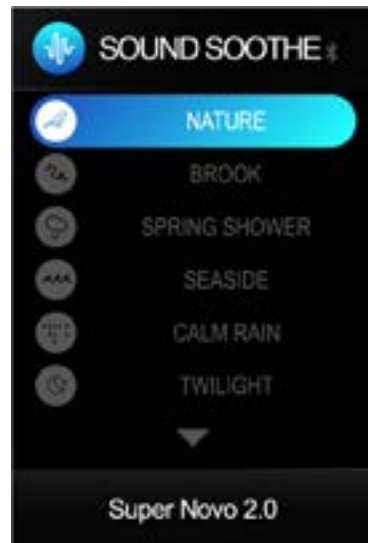 SOUND SOOTHE
NATURE
BROOK
SPRING SHOWER
SEASIDE
CALM RAIN
TWILIGHT
Super Novo 2.0